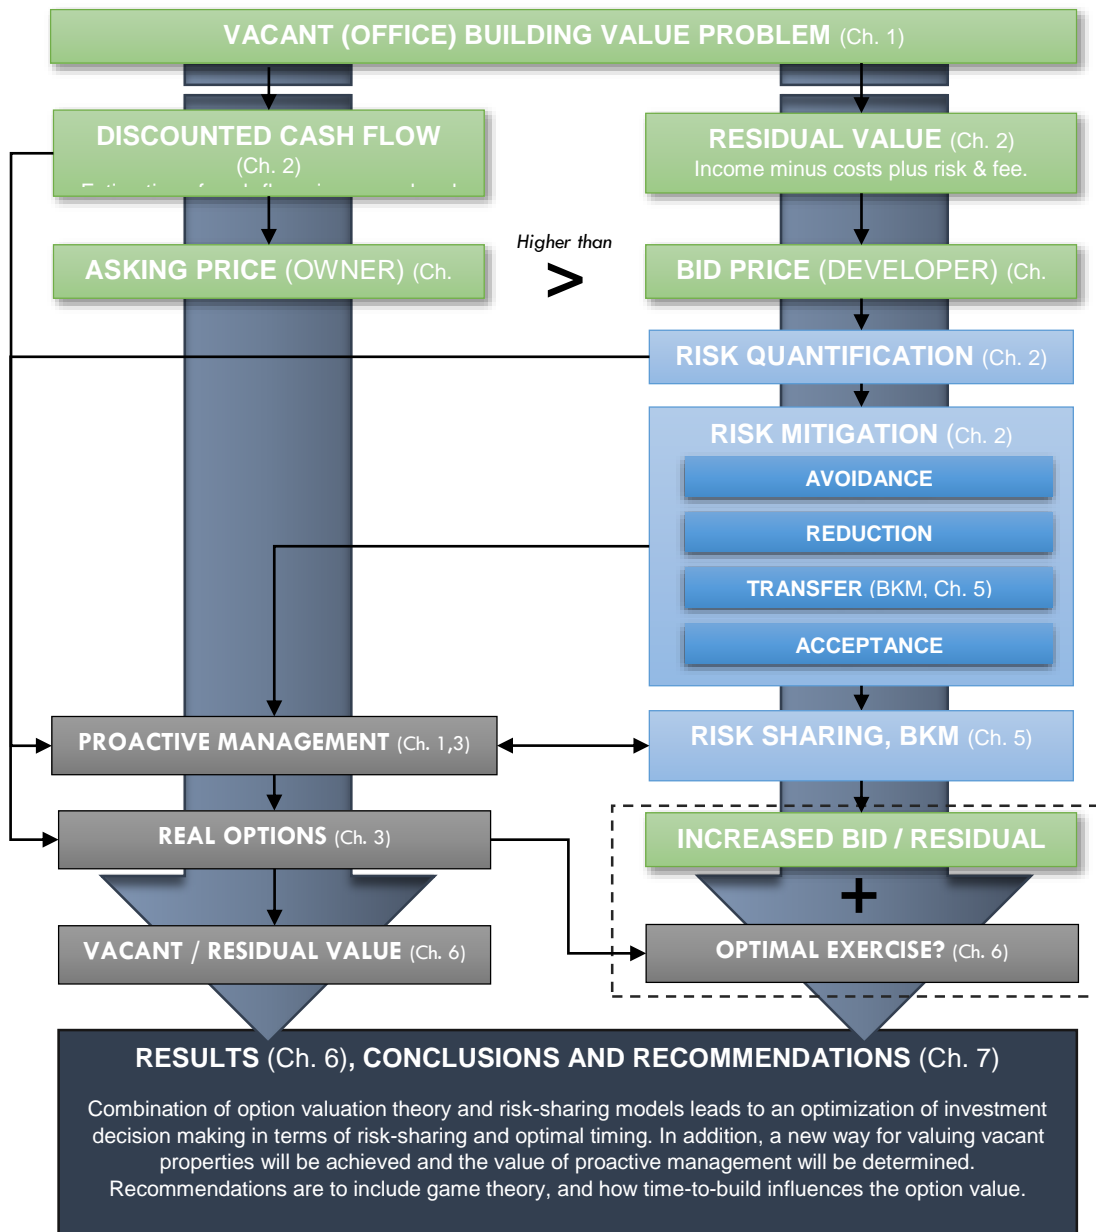 VACANT (OFFICE) BUILDING VALUE PROBLEM (Ch. 1)
DISCOUNTED CASH FLOW
(Ch. 2)
RESIDUAL VALUE (Ch. 2)
Income minus costs plus risk & fee.
ASKING PRICE (OWNER) (Ch.
Higher than
>
BID PRICE (DEVELOPER) (Ch.
RISK QUANTIFICATION (Ch. 2)
RISK MITIGATION (Ch. 2)
AVOIDANCE
REDUCTION
TRANSFER (BKM, Ch. 5)
ACCEPTANCE
PROACTIVE MANAGEMENT (Ch. 1,3)
RISK SHARING, BKM (Ch. 5)
REAL OPTIONS (Ch. 3)
INCREASED BID / RESIDUAL
+
VACANT / RESIDUAL VALUE (Ch. 6)
OPTIMAL EXERCISE? (Ch. 6)
RESULTS (Ch. 6), CONCLUSIONS AND RECOMMENDATIONS (Ch. 7)
Combination of option valuation theory and risk-sharing models leads to an optimization of investment
decision making in terms of risk-sharing and optimal timing. In addition, a new way for valuing vacant
properties will be achieved and the value of proactive management will be determined.
Recommendations are to include game theory, and how time-to-build influences the option value.